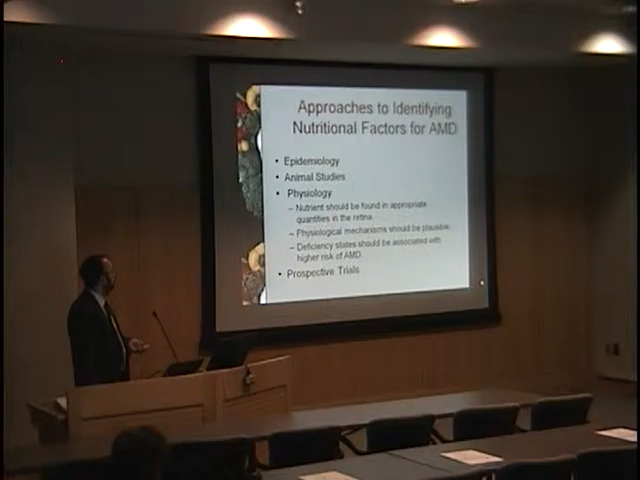 Approaches to Identifying
Nutritional Factors for AMD
• Epidemiology
• Animal Studies
• Physiology
– Nutrient should be found in appropriate
quantities in the retina.
– Physiological mechanisms should be plausible.
– Deficiency states should be associated with
higher risk of AMD.
• Prospective Trials